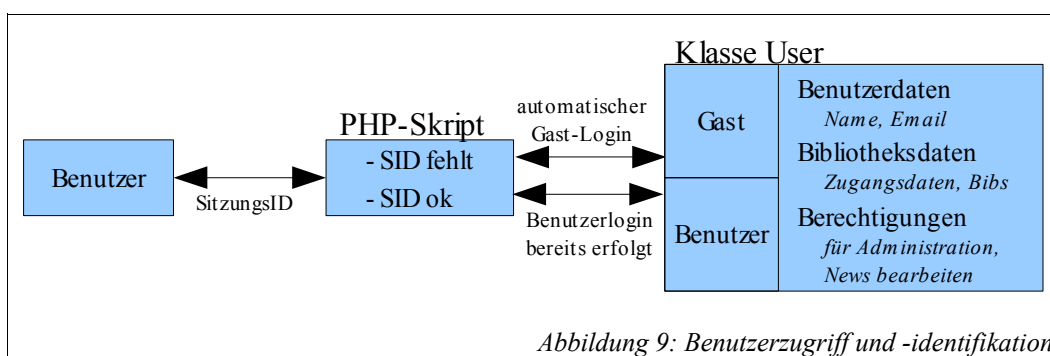 Klasse User
Benutzer
SitzungsID
PHP-Skript
- SID fehlt
- SID ok
automatischer
Gast-Login
Benutzerlogin
bereits erfolgt
Gast
Benutzer
Benutzerdaten
Name, Email
Bibliotheksdaten
Zugangsdaten, Bibs
Berechtigungen
für Administration,
News bearbeiten
Abbildung 9: Benutzerzugriff und -identifikation